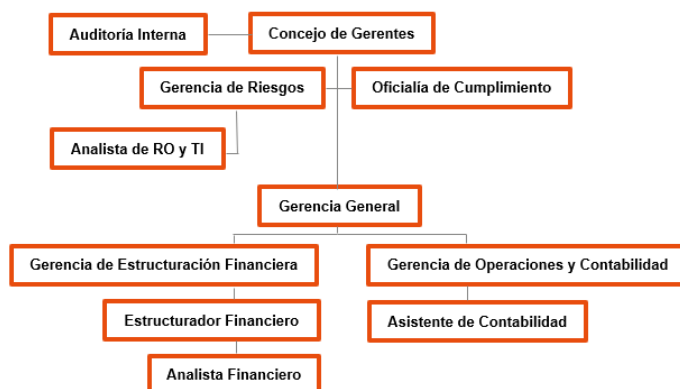 Auditoría Interna
Concejo de Gerentes
Gerencia de Riesgos
Oficialía de Cumplimiento
Analista de RO y TI
Gerencia General
Gerencia de Estructuración Financiera
Gerencia de Operaciones y Contabilidad
Estructurador Financiero
Asistente de Contabilidad
Analista Financiero